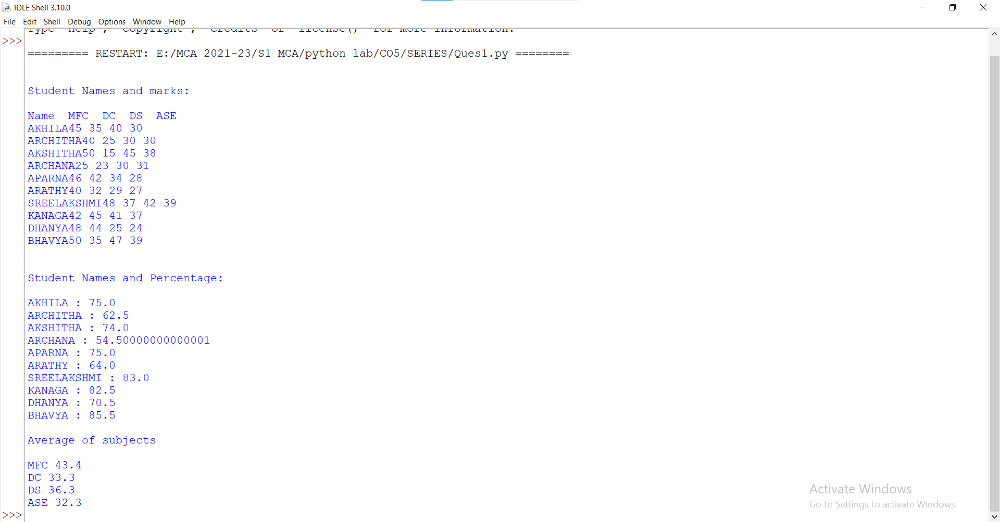 IDLE Shell 3.10.0
File Edit Shell Debug Options Window Help
Type "help", "copyright", "credits" or "license()" for more information.
>>>
========= RESTART: E:/MCA 2021-23/S1 MCA/python lab/CO5/SERIES/Ques1.py ========
Student Names and marks:
Name  MFC  DC  DS  ASE
AKHILA45 35 40 30
ARCHITHA40 25 30 30
AKSHITHA50 15 45 38
ARCHANA25 23 30 31
APARNA46 42 34 28
ARATHY40 32 29 27
SREELAKSHMI48 37 42 39
KANAGA42 45 41 37
DHANYA48 44 25 24
BHAVYA50 35 47 39
Student Names and Percentage:
AKHILA : 75.0
ARCHITHA : 62.5
AKSHITHA : 74.0
ARCHANA : 54.50000000000001
APARNA : 75.0
ARATHY : 64.0
SREELAKSHMI : 83.0
KANAGA : 82.5
DHANYA : 70.5
BHAVYA : 85.5
Average of subjects
MFC 43.4
DC 33.3
DS 36.3
ASE 32.3
>>>
Activate Windows
Go to Settings to activate Windows.